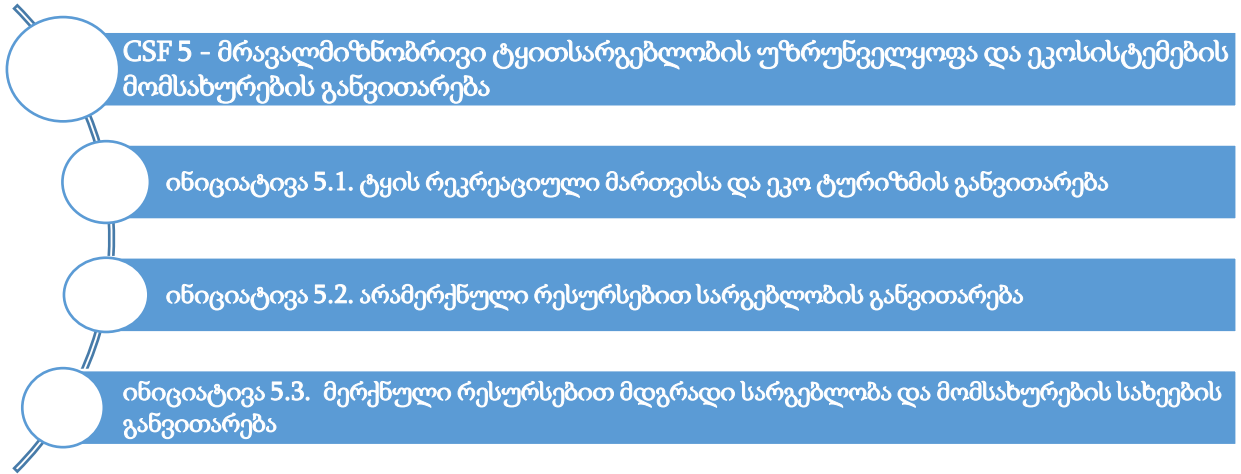 CSF 5 - მრავალმიზნობრივი ტყითსარგებლობის უზრუნველყოფა და ეკოსისტემების
მომსახურების განვითარება
ინიციატივა 5.1. ტყის რეკრეაციული მართვისა და ეკო ტურიზმის განვითარება
ინიციატივა 5.2. არამერქნული რესურსებით სარგებლობის განვითარება
ინიციატივა 5.3. მერქნული რესურსებით მდგრადი სარგებლობა და მომსახურების სახეების
განვითარება